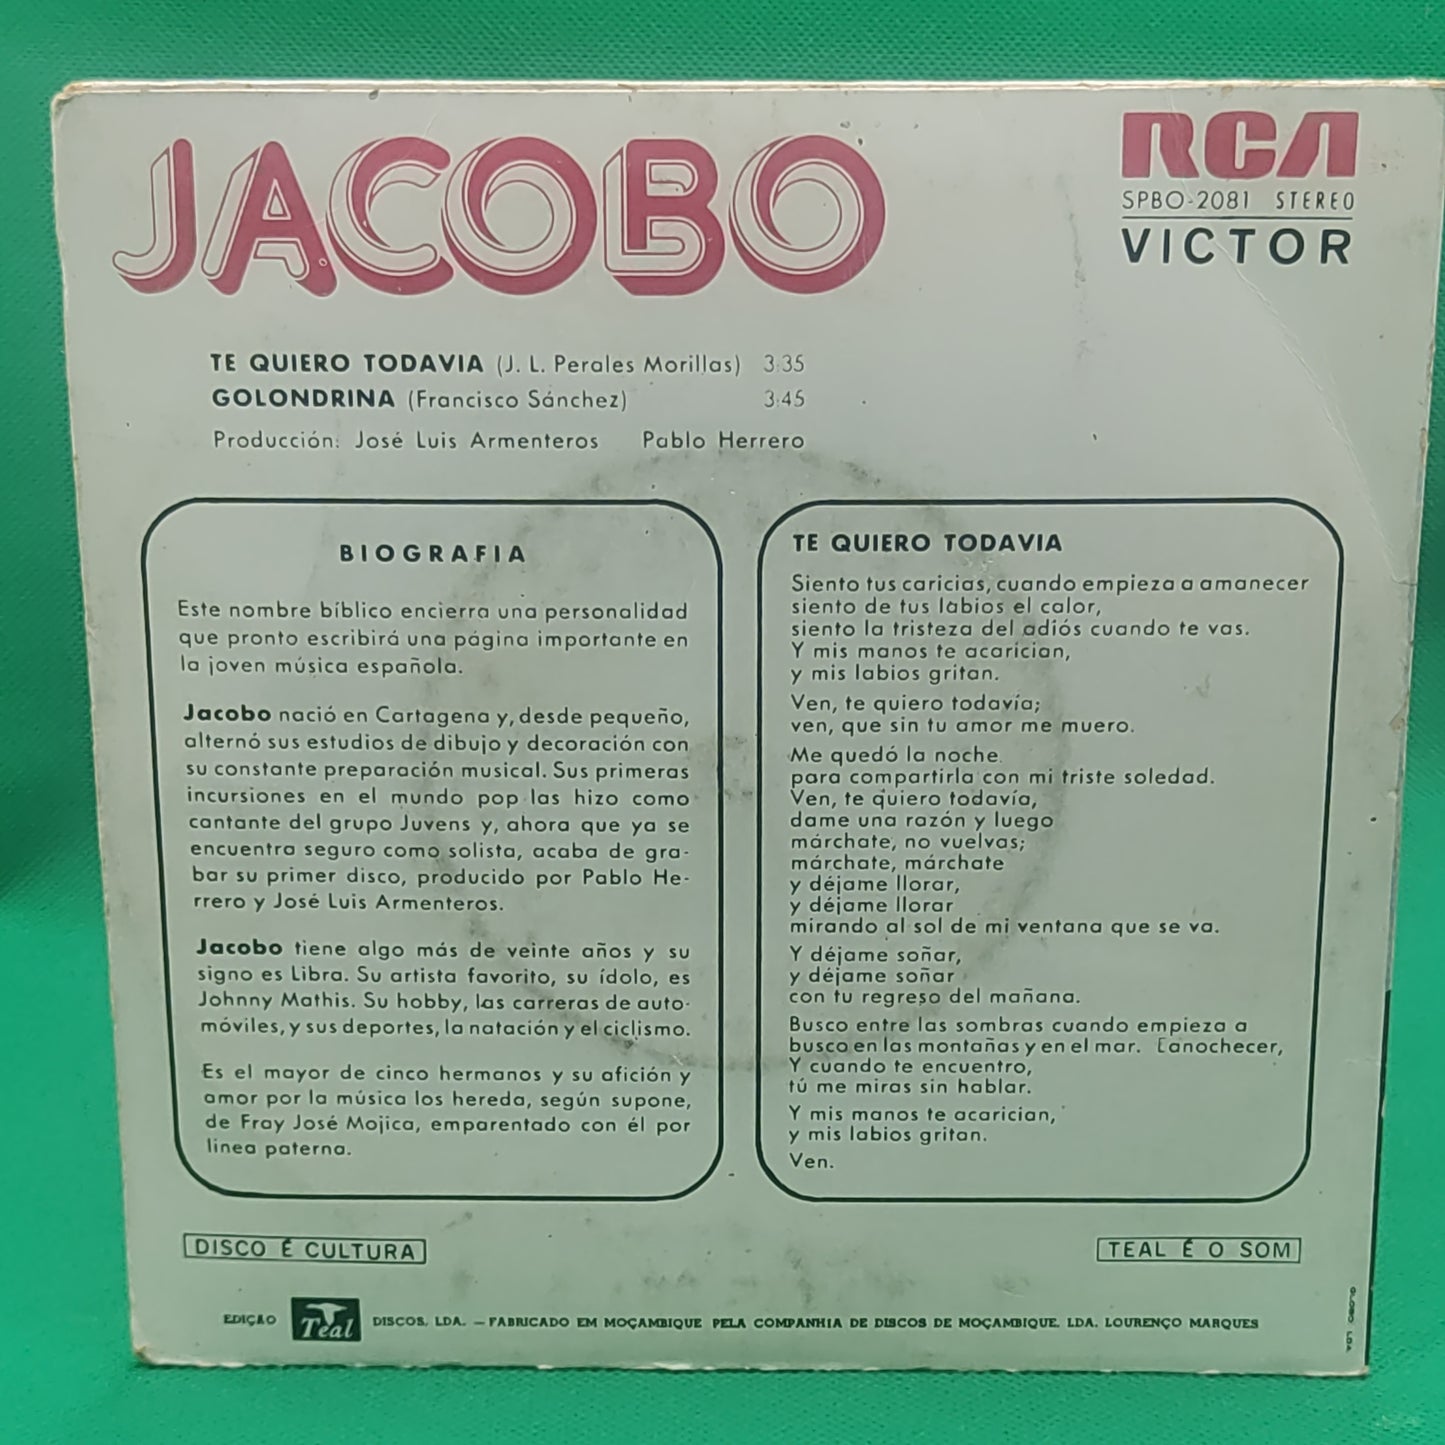 JACOBO
RCA
SPBO-2081 STEREO
VICTOR
TE QUIERO TODAVIA (J. L. Perales Morillas) 3:35
GOLONDRINA (Francisco Sánchez) 3:45
Producción: José Luis Armenteros Pablo Herrero
BIOGRAFIA
Este nombre bíblico encierra una personalidad
que pronto escribirá una página importante en
la joven música española.
Jacobo nació en Cartagena y, desde pequeño,
alternó sus estudios de dibujo y decoración con
su constante preparación musical. Sus primeras
incursiones en el mundo pop las hizo como
cantante del grupo Juvens y, ahora que ya se
encuentra seguro como solista, acaba de gra-
bar su primer disco, producido por Pablo He-
rrero y José Luis Armenteros.
Jacobo tiene algo más de veinte años y su
signo es Libra. Su artista favorito, su ídolo, es
Johnny Mathis. Su hobby, las carreras de auto-
móviles, y sus deportes, la natación y el ciclismo.
Es el mayor de cinco hermanos y su afición y
amor por la música los hereda, según supone,
de Fray José Mojica, emparentado con él por
linea paterna.
TE QUIERO TODAVIA
Siento tus caricias, cuando empieza a amanecer
siento de tus labios el calor,
siento la tristeza del adiós cuando te vas.
Y mis manos te acarician,
y mis labios gritan.
Ven, te quiero todavía;
ven, que sin tu amor me muero.
Me quedó la noche
para compartirla con mi triste soledad.
Ven, te quiero todavía,
dame una razón y luego
márchate, no vuelvas;
márchate, márchate
y déjame llorar,
y déjame llorar
mirando al sol de mi ventana que se va.
Y déjame soñar,
y déjame soñar
con tu regreso del mañana.
Busco entre las sombras cuando empieza a
busco en las montañas y en el mar. [anochecer,
Y cuando te encuentro,
tú me miras sin hablar.
Y mis manos te acarician,
y mis labios gritan.
Ven.
DISCO É CULTURA
TEAL É O SOM
EDIÇÃO Teal DISCOS, LDA. — FABRICADO EM MOÇAMBIQUE PELA COMPANHIA DE DISCOS DE MOÇAMBIQUE, LDA. LOURENÇO MARQUES
GLOBO, LDA